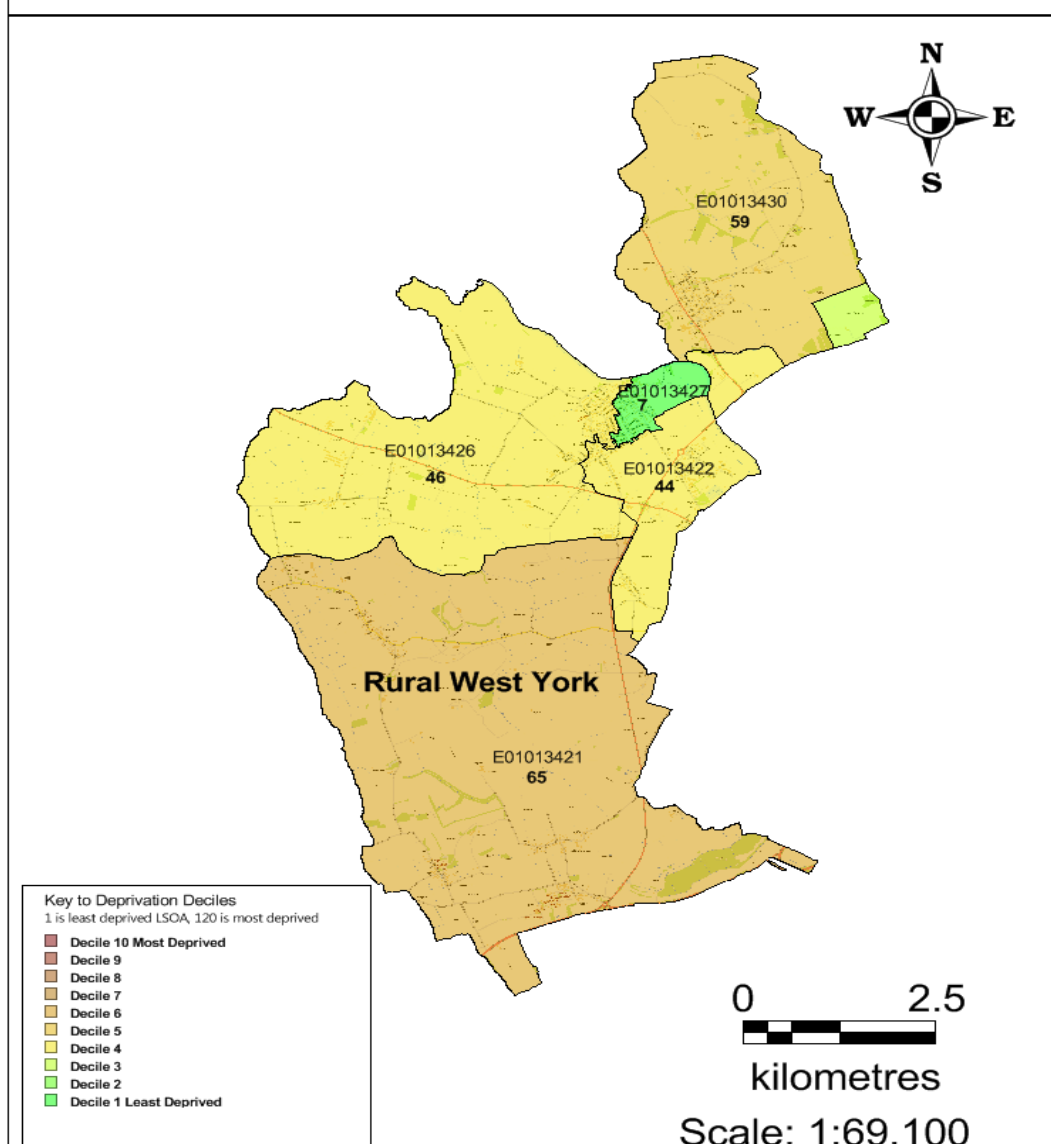 N
W E
S
E01013430
59
E01013427
7
E01013426
46
E01013422
44
Rural West York
E01013421
65
Key to Deprivation Deciles
1 is least deprived LSOA, 120 is most deprived
Decile 10 Most Deprived
Decile 9
Decile 8
Decile 7
Decile 6
Decile 5
Decile 4
Decile 3
Decile 2
Decile 1 Least Deprived
0 2.5
kilometres
Scale: 1:69,100